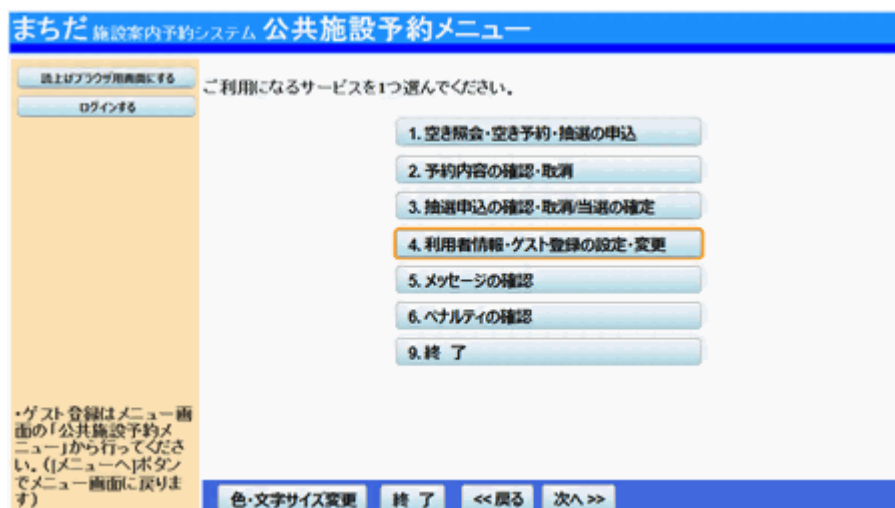 まちだ 施設案内予約システム 公共施設予約メニュー
読上げブラウザ用画面にする
ログインする
ご利用になるサービスを1つ選んでください。
1. 空き照会・空き予約・抽選の申込
2. 予約内容の確認・取消
3. 抽選申込の確認・取消/当選の確定
4. 利用者情報・ゲスト登録の設定・変更
5. メッセージの確認
6. ペナルティの確認
9. 終 了
・ゲスト登録はメニュー画
面の「公共施設予約メ
ニュー」から行ってくださ
い。([メニューへ]ボタン
でメニュー画面に戻りま
す)
色・文字サイズ変更 終 了 <<戻る 次へ>>